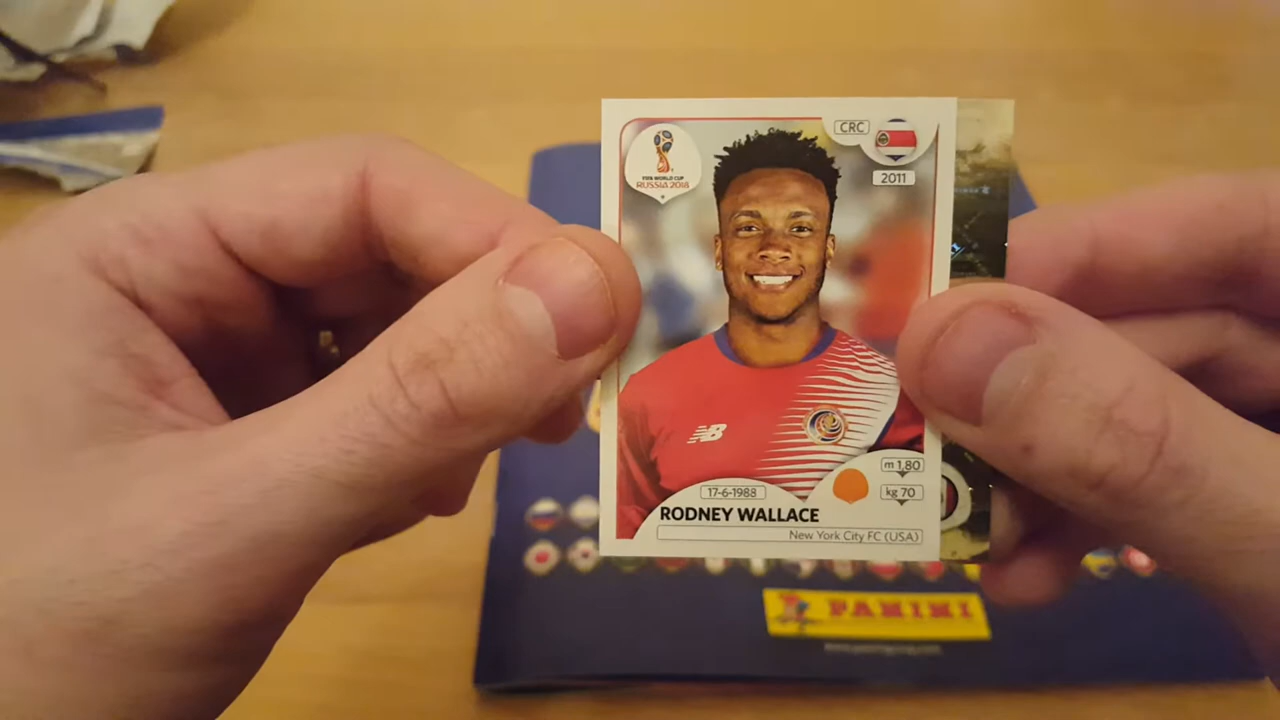 CRC
FIFA WORLD CUP
RUSSIA 2018
2011
NB
m 1,80
17-6-1988
kg 70
RODNEY WALLACE
New York City FC (USA)
PANINI